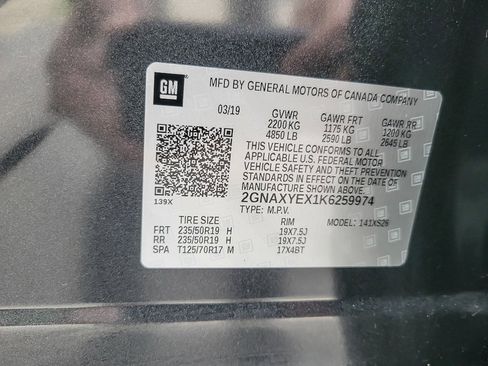 GM
MFD BY GENERAL MOTORS OF CANADA COMPANY
03/19 GVWR GAWR FRT GAWR RR
2200 KG 1175 KG 1200 KG
4850 LB 2590 LB 2645 LB
THIS VEHICLE CONFORMS TO ALL
APPLICABLE U.S. FEDERAL MOTOR
VEHICLE SAFETY AND THEFT PREVENTION
STANDARDS IN EFFECT ON THE DATE OF
MANUFACTURE SHOWN ABOVE.
2GNAXYEX1K6259974
139X TYPE: M.P.V. MODEL: 141XS26
TIRE SIZE RIM
FRT 235/50R19 H 19X7.5J
RR 235/50R19 H 19X7.5J
SPA T125/70R17 M 17X4BT